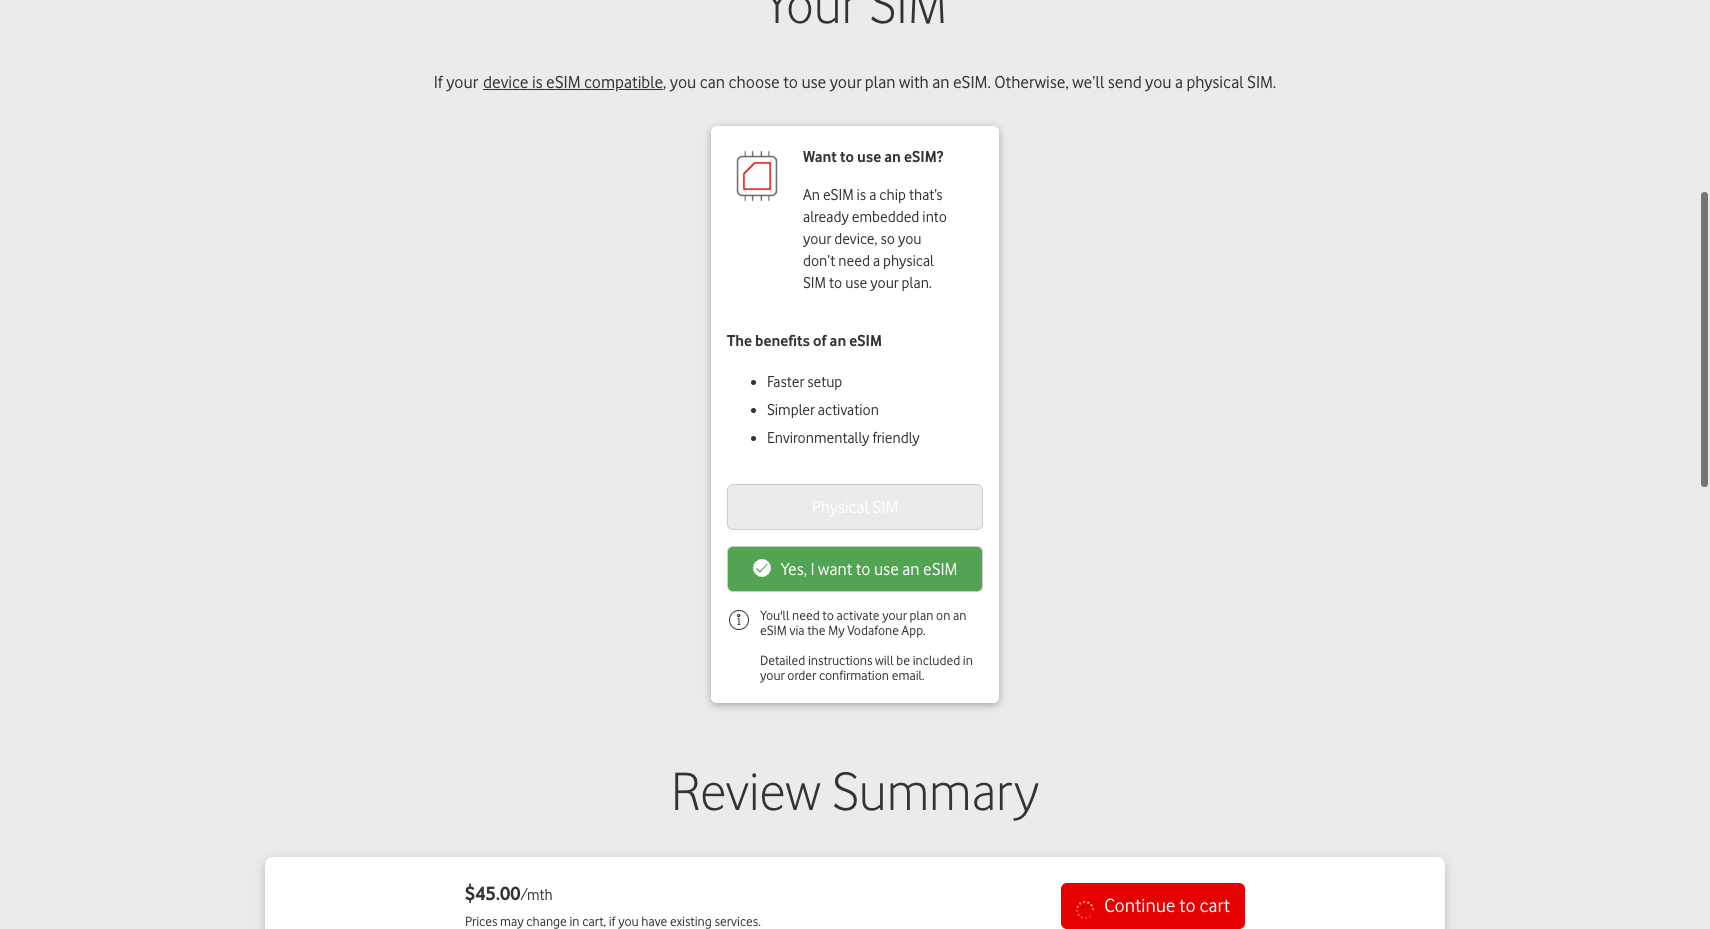 Your SIM
If your device is eSIM compatible, you can choose to use your plan with an eSIM. Otherwise, we’ll send you a physical SIM.
Want to use an eSIM?
An eSIM is a chip that’s
already embedded into
your device, so you
don’t need a physical
SIM to use your plan.
The benefits of an eSIM
Faster setup
Simpler activation
Environmentally friendly
Physical SIM
Yes, I want to use an eSIM
You'll need to activate your plan on an
eSIM via the My Vodafone App.
Detailed instructions will be included in
your order confirmation email.
Review Summary
$45.00/mth
Continue to cart
Prices may change in cart, if you have existing services.